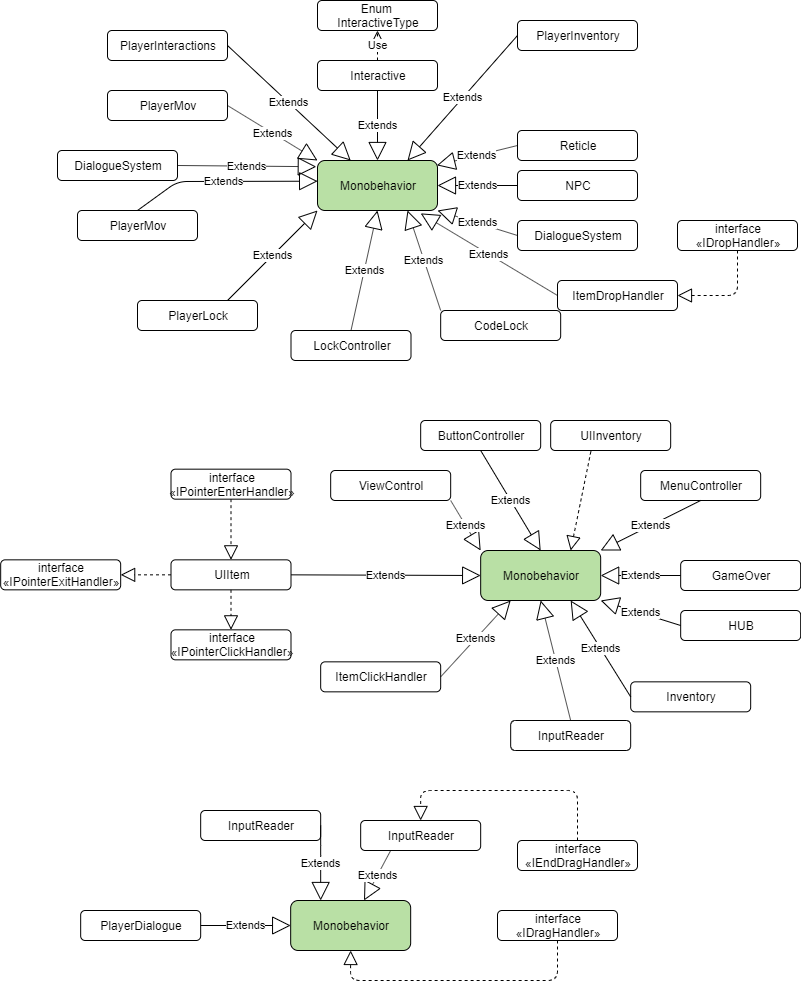 Enum
InteractiveType
Use
PlayerInteractions
PlayerInventory
Interactive
Extends
Extends
Extends
PlayerMov
Extends
Extends
Reticle
Extends
DialogueSystem
Extends
Extends
Monobehavior
Extends
NPC
PlayerMov
Extends
DialogueSystem
interface
«IDropHandler»
Extends
Extends
Extends
Extends
ItemDropHandler
PlayerLock
CodeLock
LockController
ButtonController
UIInventory
interface
«IPointerEnterHandler»
ViewControl
MenuController
Extends
Extends
Extends
interface
«IPointerExitHandler»
UIItem
Extends
Monobehavior
Extends
GameOver
Extends
HUB
interface
«IPointerClickHandler»
Extends
Extends
Extends
ItemClickHandler
Inventory
InputReader
InputReader
InputReader
interface
«IEndDragHandler»
Extends
Extends
PlayerDialogue
Extends
Monobehavior
interface
«IDragHandler»